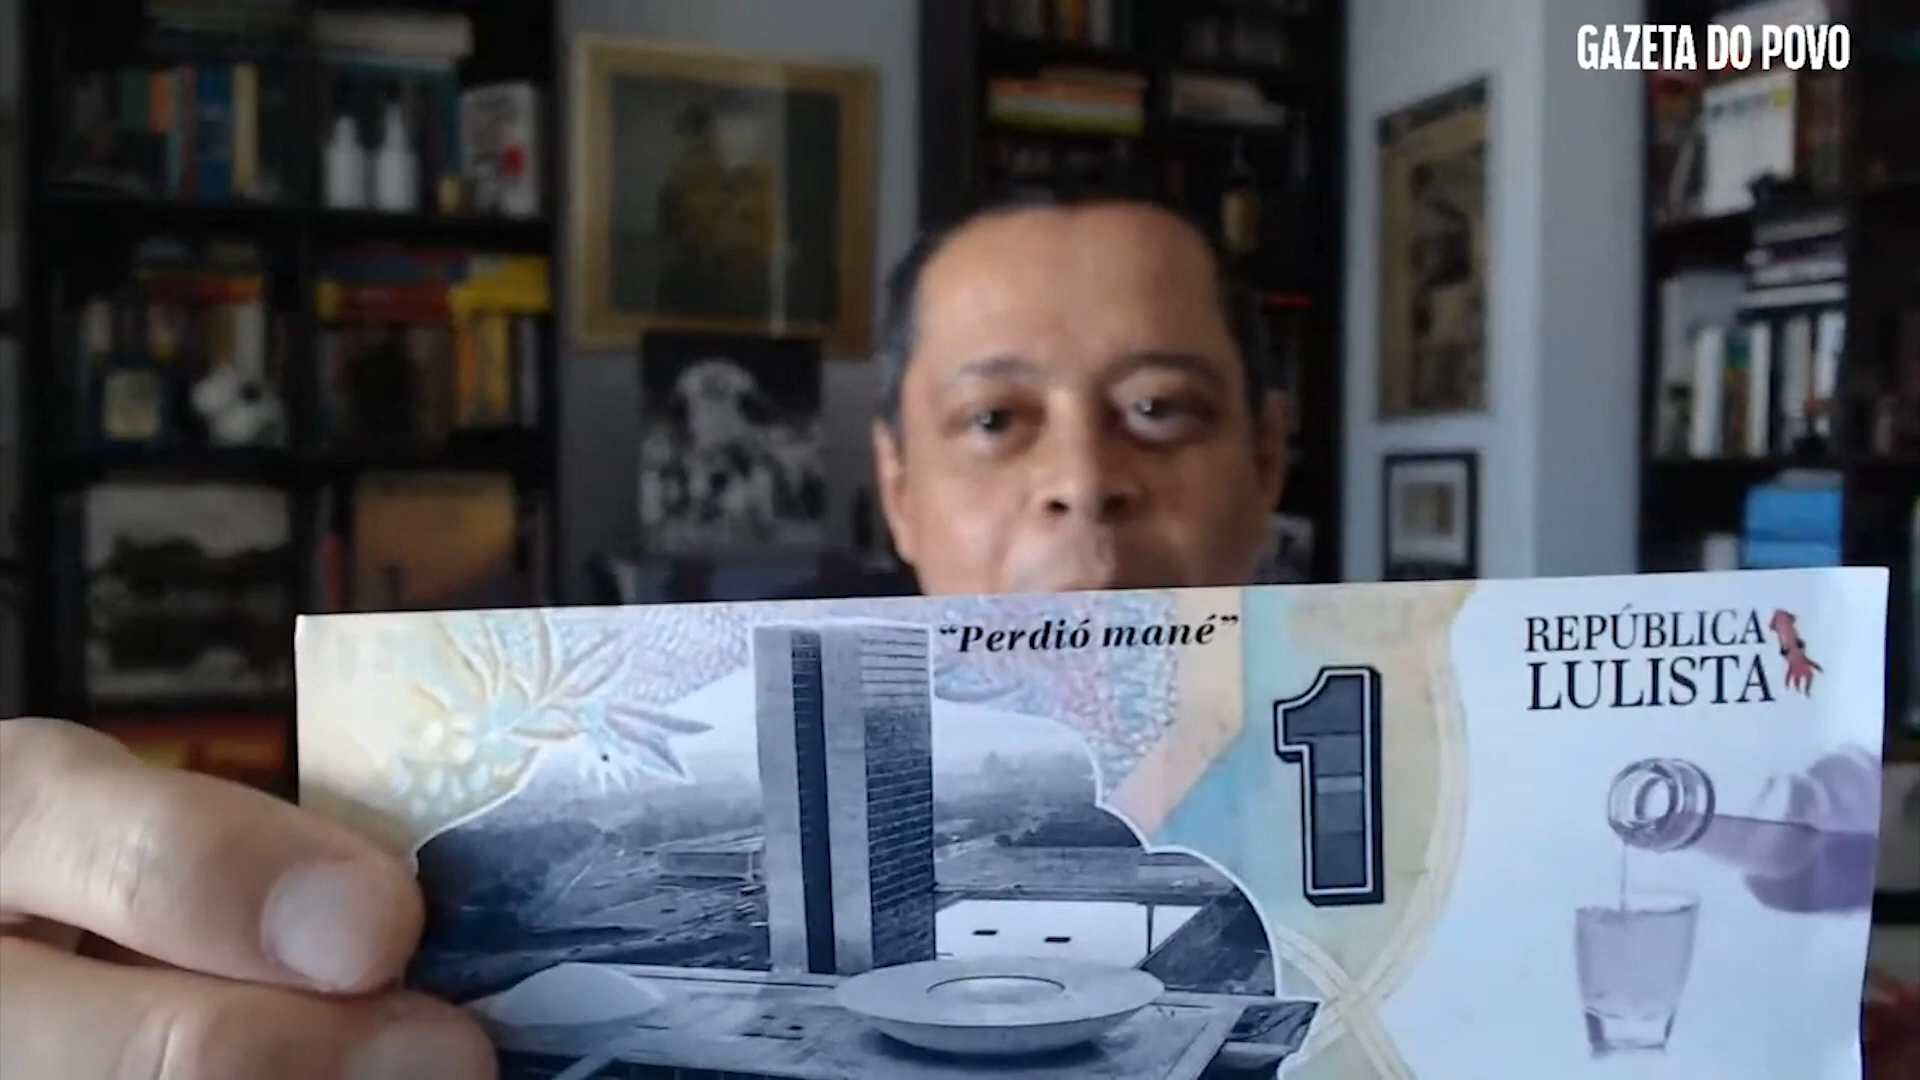 GAZETA DO POVO
“Perdió mané”
1
REPÚBLICA
LULISTA